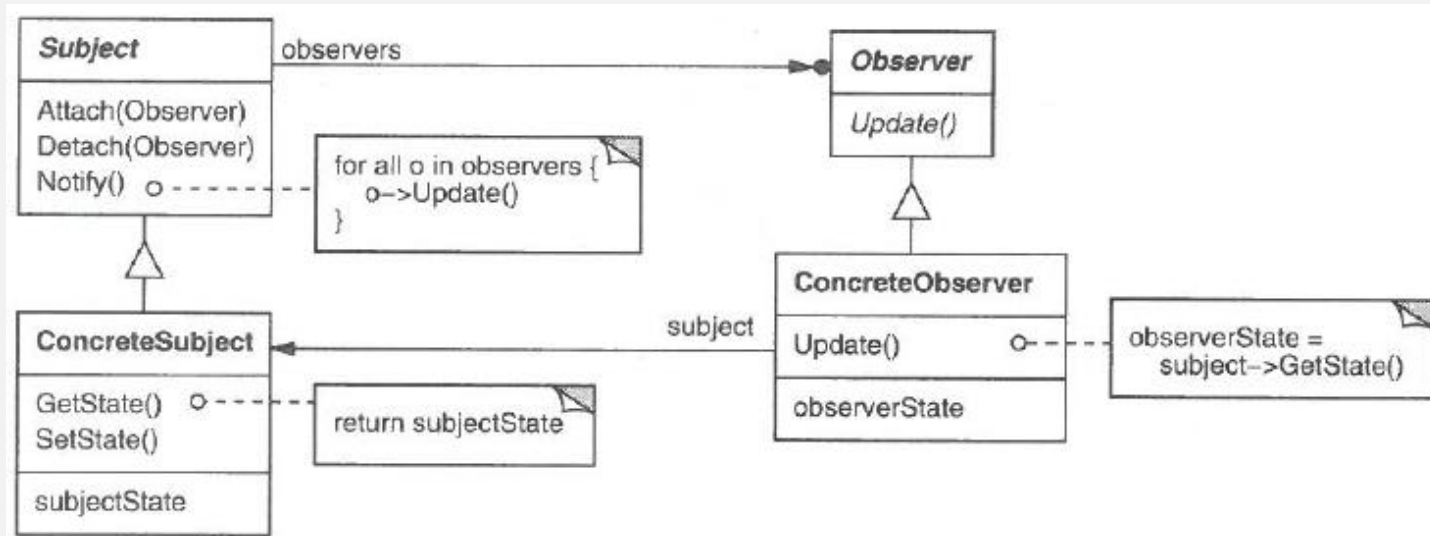 Subject
Attach(Observer)
Detach(Observer)
Notify()
observers
for all o in observers {
o->Update()
}
Observer
Update()
ConcreteSubject
GetState()
SetState()
subjectState
return subjectState
subject
ConcreteObserver
Update()
observerState
observerState =
subject->GetState()